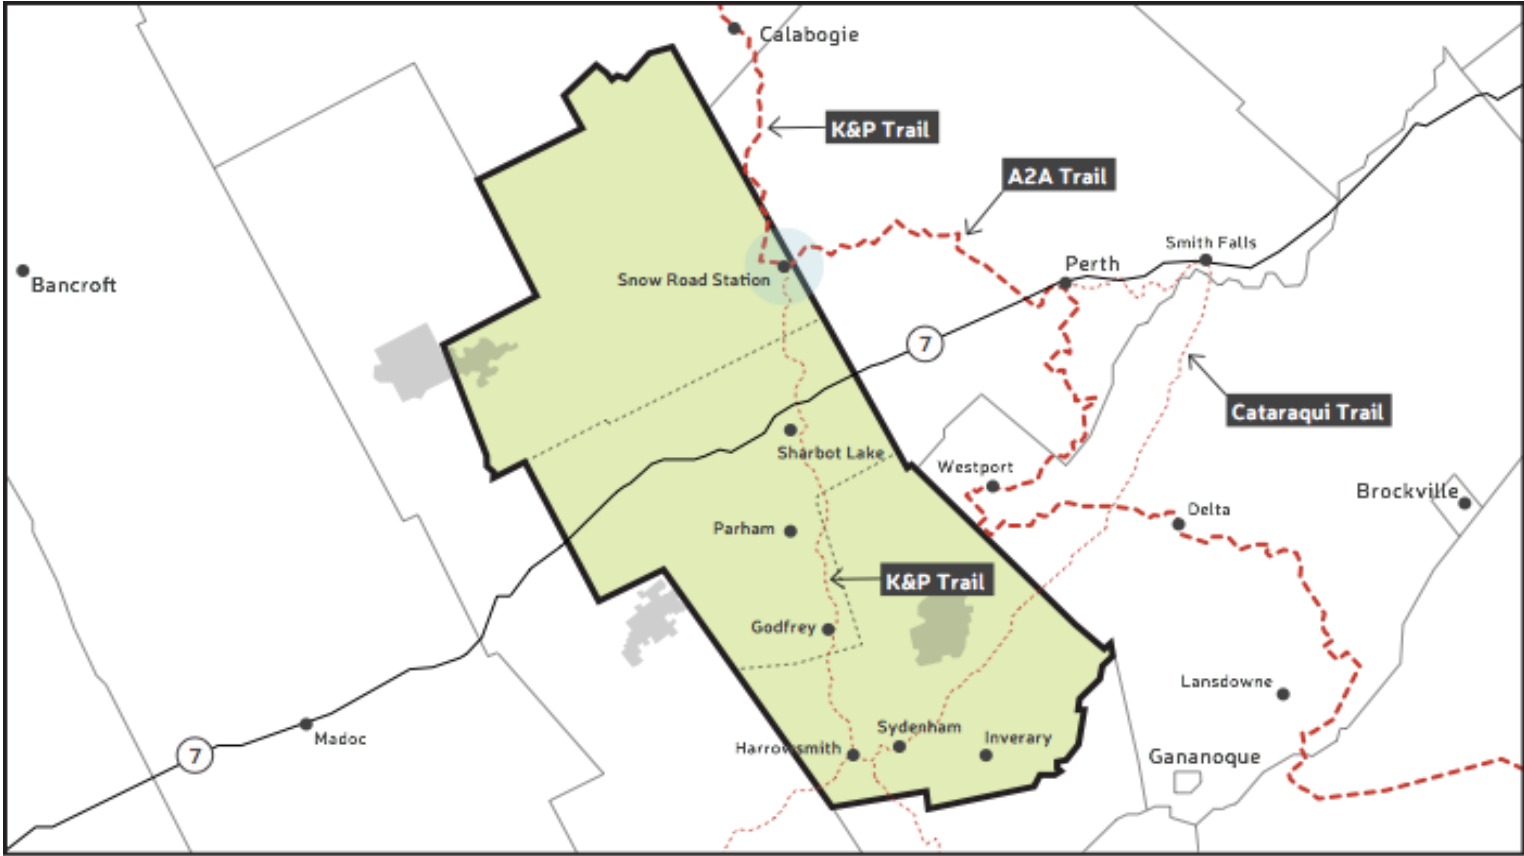 Calabogie
K&P Trail
A2A Trail
Smith Falls
Perth
Snow Road Station
Bancroft
7
Cataraqui Trail
Sharbot Lake
Westport
Brockville
Delta
Parham
K&P Trail
Godfrey
Lansdowne
Sydenham
Inverary
Harrowsmith
Madoc
7
Gananoque